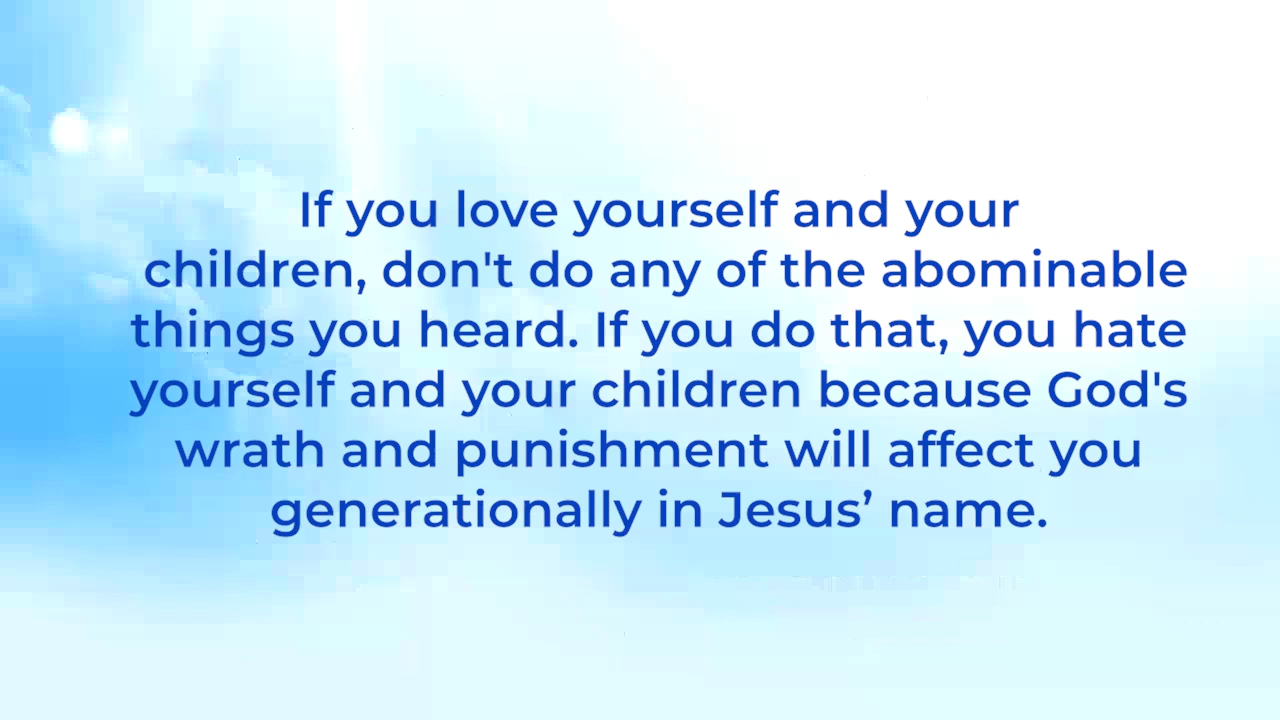 If you love yourself and your
children, don't do any of the abominable
things you heard. If you do that, you hate
yourself and your children because God's
wrath and punishment will affect you
generationally in Jesus’ name.